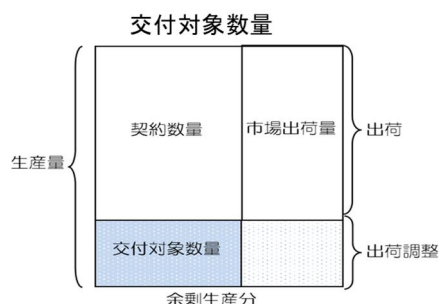 交付対象数量
契約数量
市場出荷量
出荷
生産量
交付対象数量
出荷調整
余剰生産分